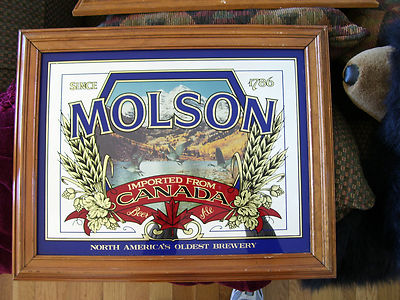 SINCE 1786
MOLSON
IMPORTED FROM
CANADA
Beer Ale
NORTH AMERICA'S OLDEST BREWERY